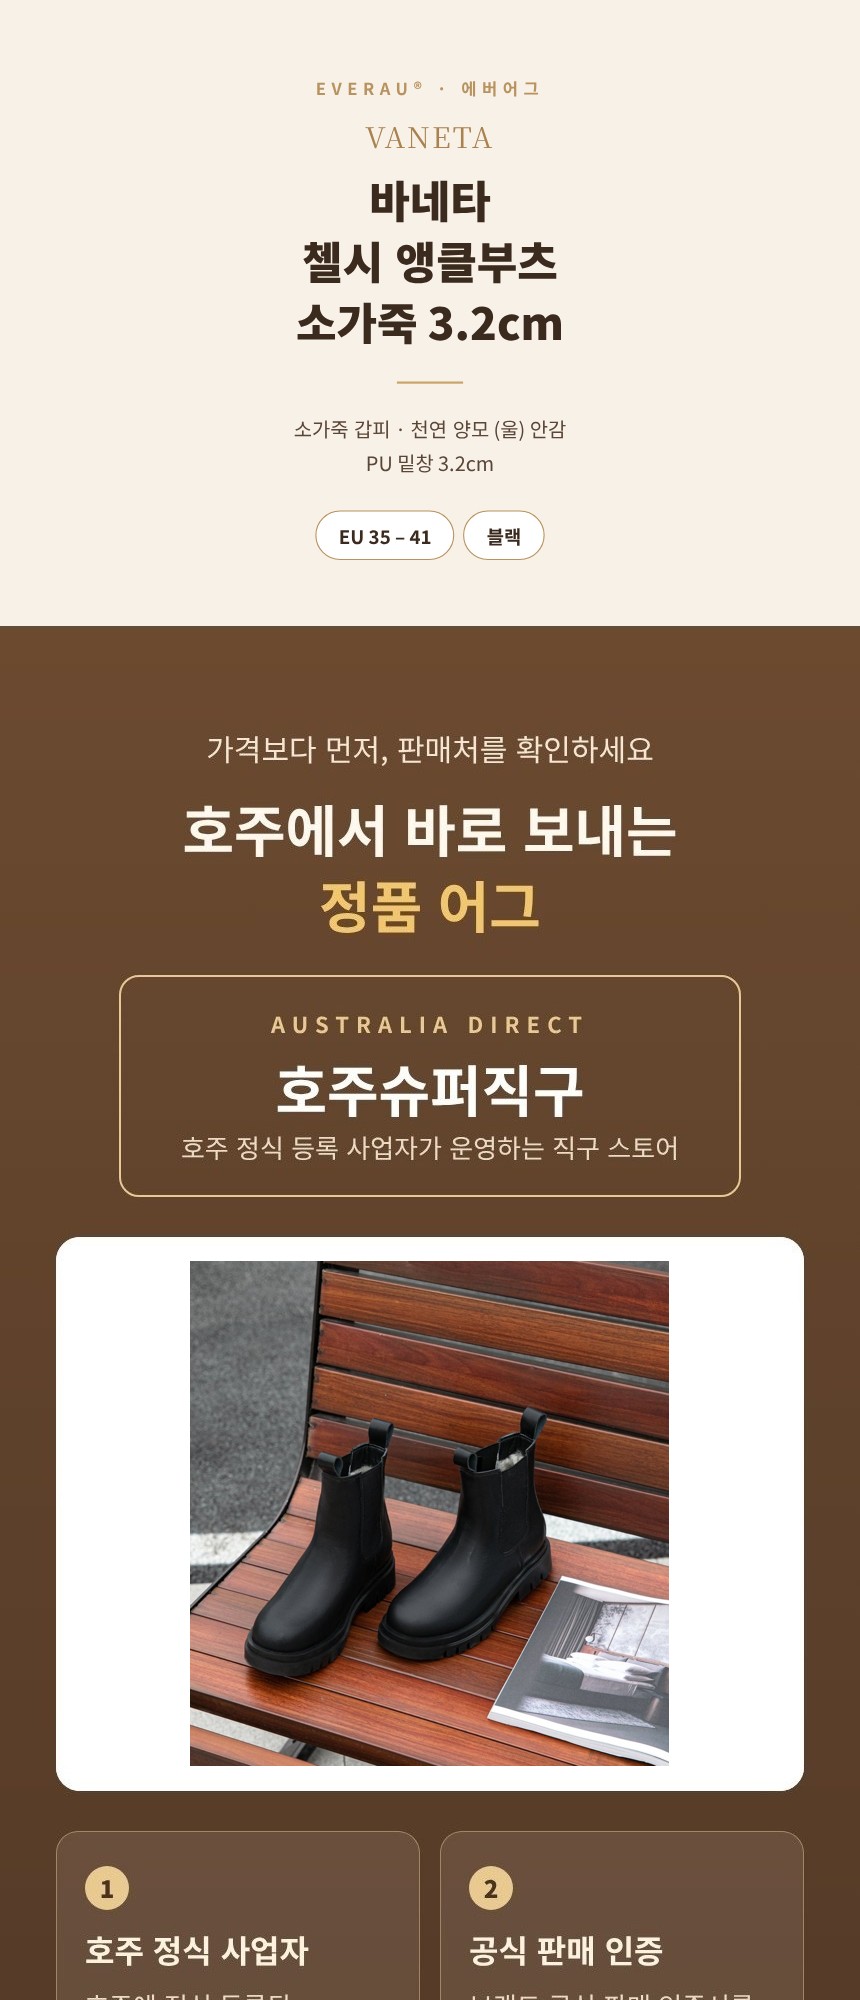 EVERAU® · 에버어그
VANETA
바네타
첼시 앵클부츠
소가죽 3.2cm
소가죽 갑피 · 천연 양모 (울) 안감
PU 밑창 3.2cm
EU 35 – 41
블랙
가격보다 먼저, 판매처를 확인하세요
호주에서 바로 보내는
정품 어그
AUSTRALIA DIRECT
호주슈퍼직구
호주 정식 등록 사업자가 운영하는 직구 스토어
1
호주 정식 사업자
2
공식 판매 인증